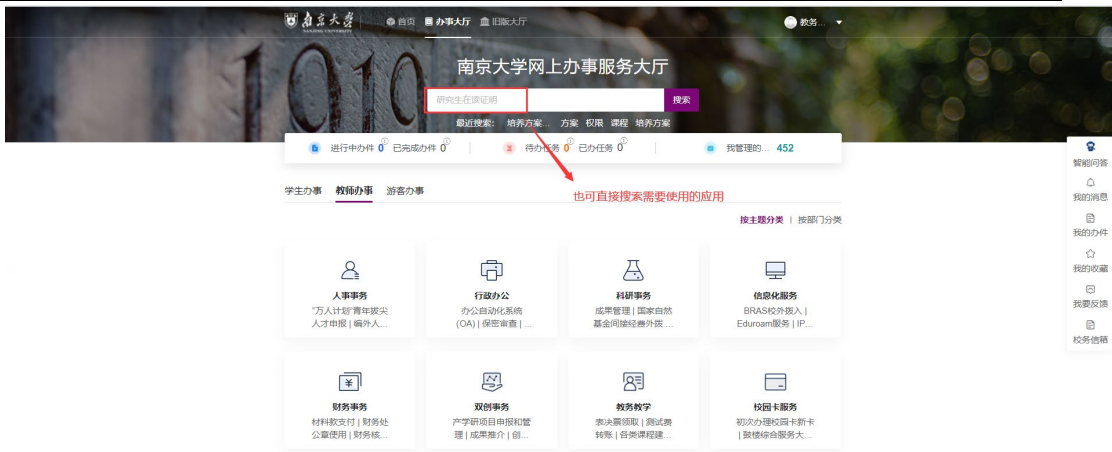 南京大学
NANJING UNIVERSITY
首页 办事大厅 旧版大厅
教务...
南京大学网上办事服务大厅
研究生在读证明 搜索
最近搜索： 培养方案... 方案 权限 课程 培养方案
进行中办件 0 已完成办件 0 待办任务 0 已办任务 0 我管理的... 452
学生办事 教师办事 游客办事
也可直接搜索需要使用的应用
按主题分类 | 按部门分类
人事事务
"万人计划"青年拔尖
人才申报 | 编外人...
行政办公
办公自动化系统
(OA) | 保密审查 | ...
科研事务
成果管理 | 国家自然
基金间接经费外拨 ...
信息化服务
BRAS校外拨入 |
Eduroam服务 | IP...
财务事务
材料款支付 | 财务处
公章使用 | 财务核...
双创事务
产学研项目申报和管
理 | 成果推介 | 创...
教务教学
表决票领取 | 测试费
转账 | 各类课程建...
校园卡服务
初次办理校园卡新卡
| 鼓楼综合服务大...
智能问答
我的消息
我的办件
我的收藏
我要反馈
校务信箱